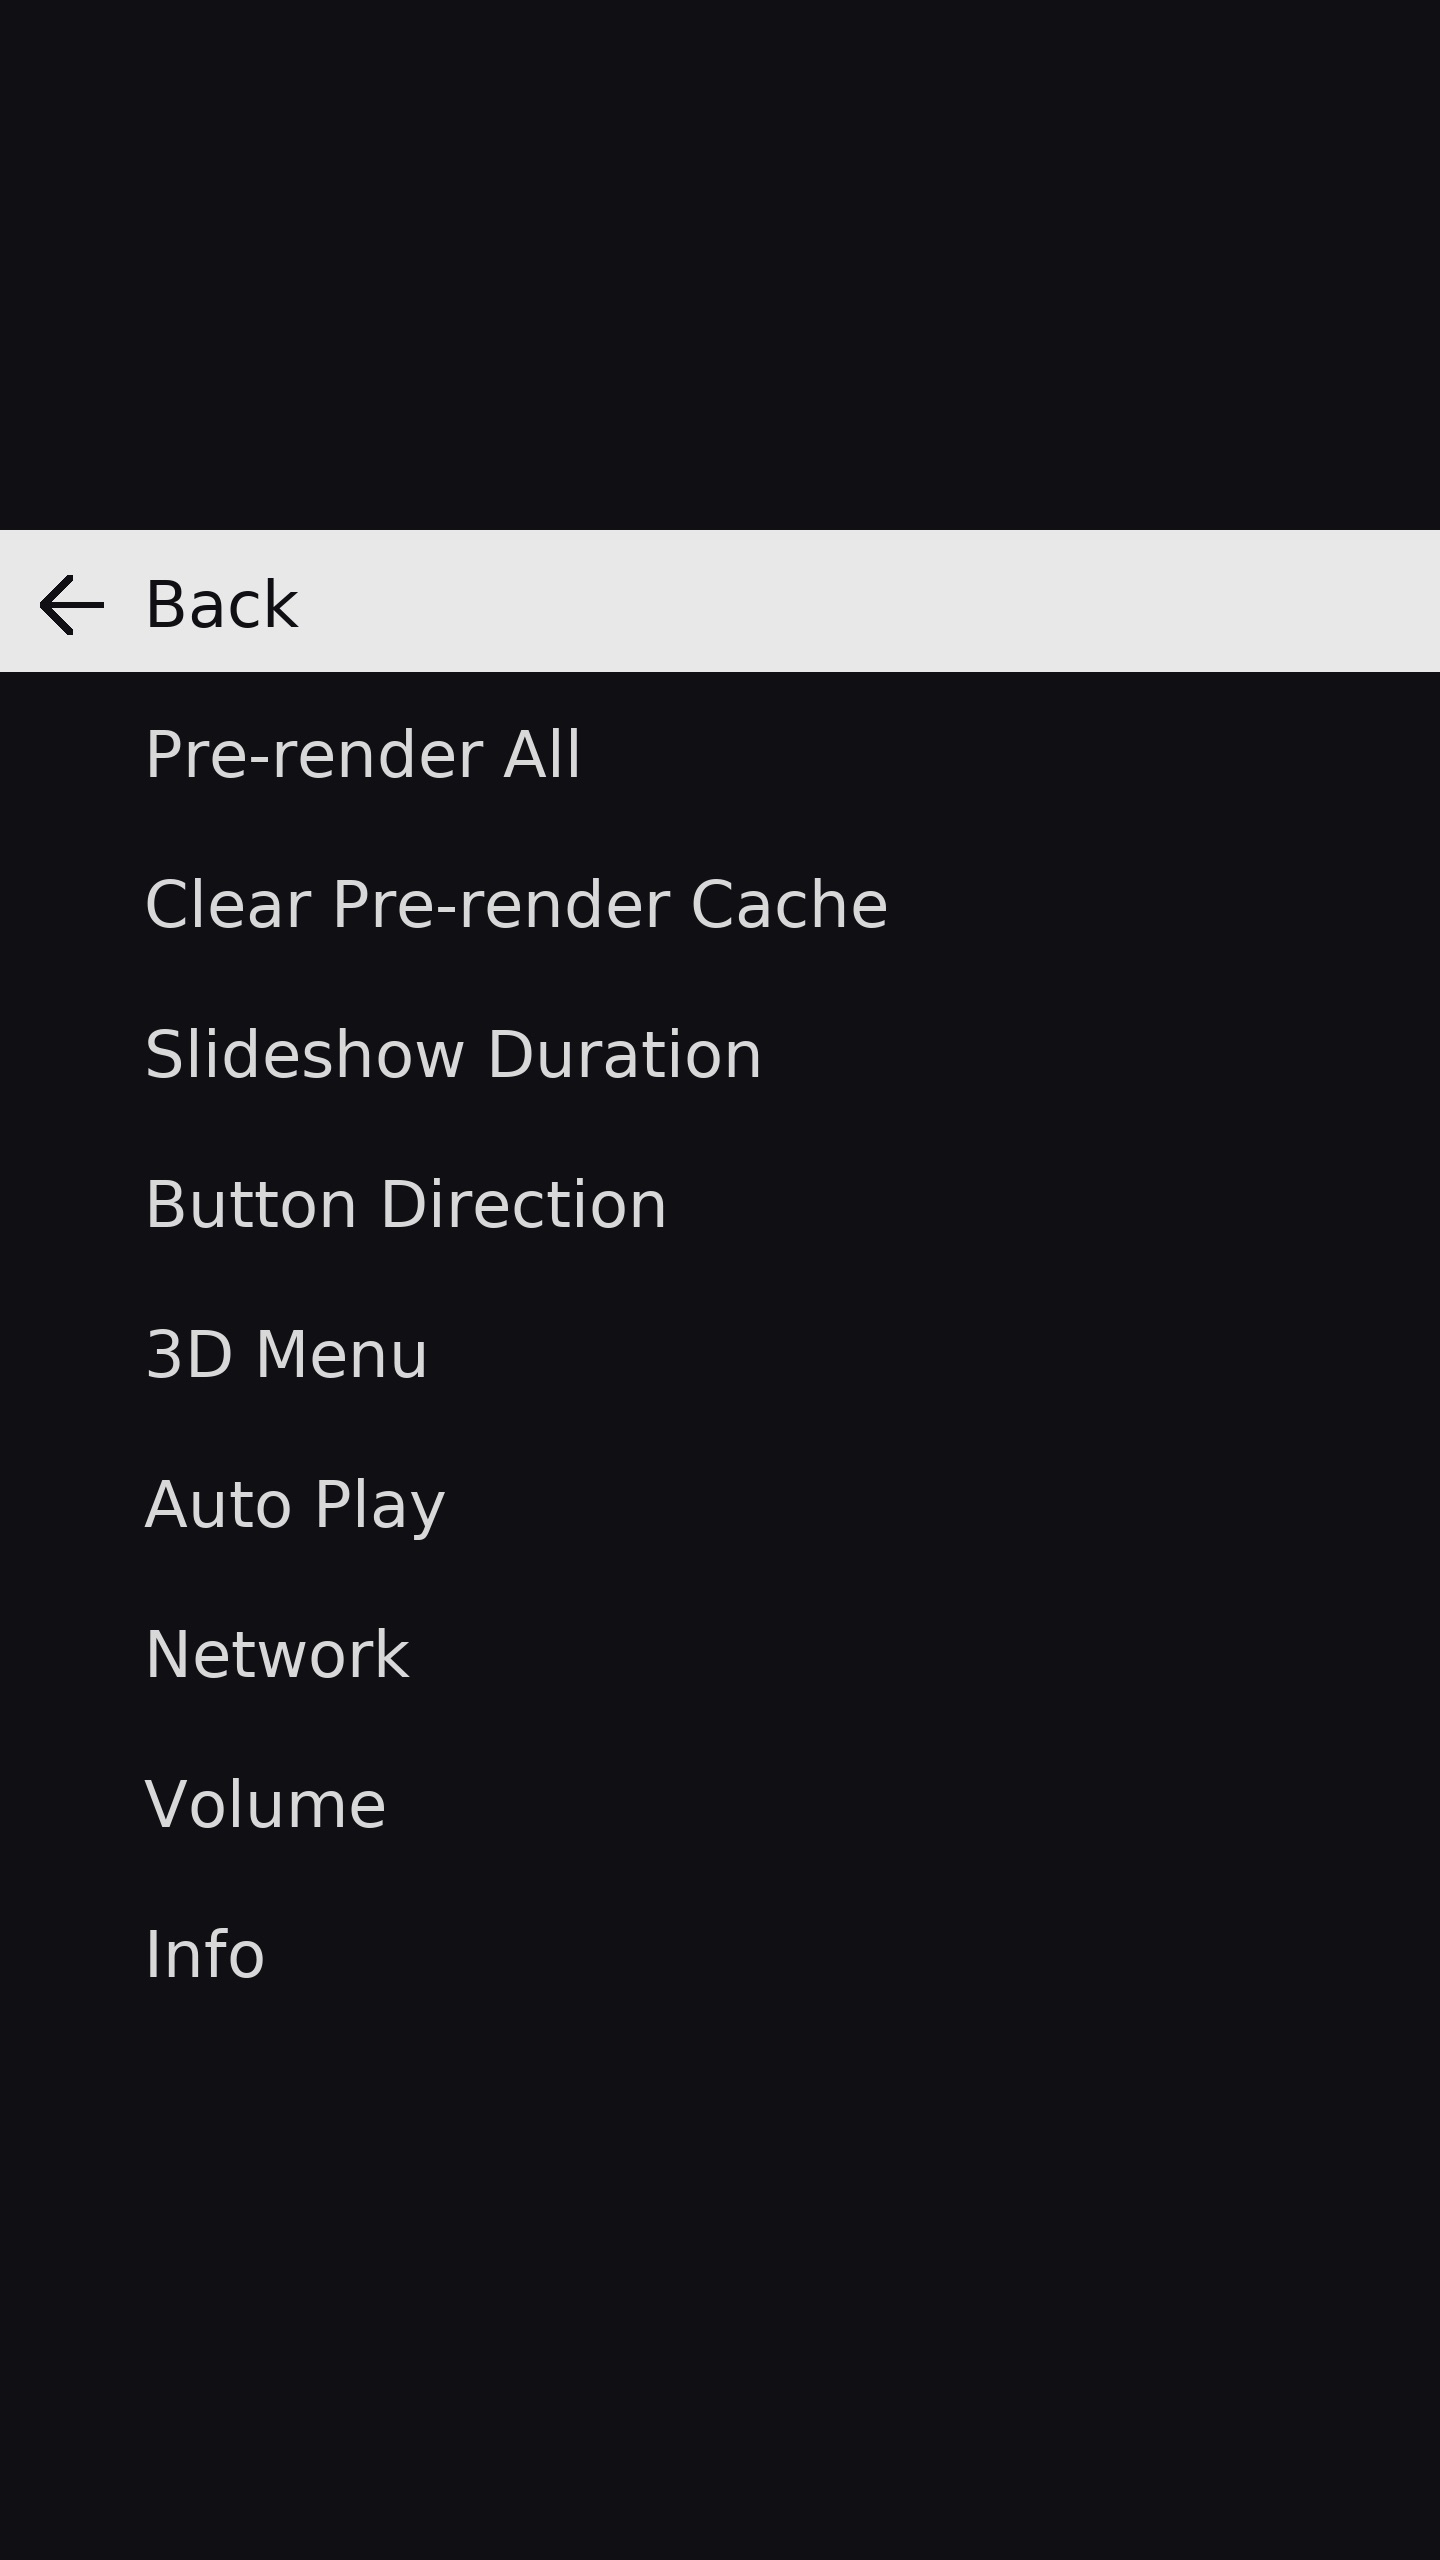 Back
Pre-render All
Clear Pre-render Cache
Slideshow Duration
Button Direction
3D Menu
Auto Play
Network
Volume
Info